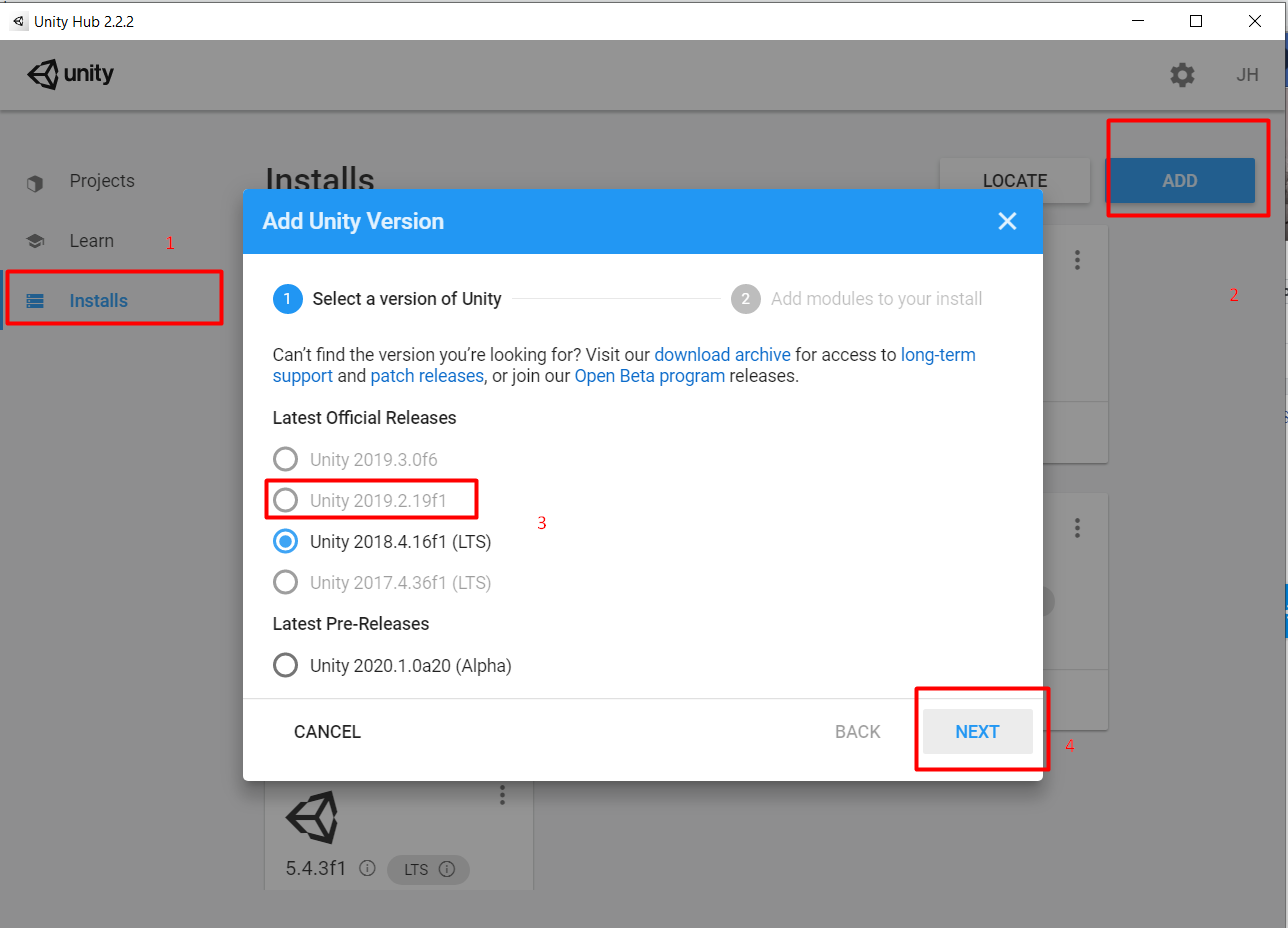 Unity Hub 2.2.2
unity
JH
Projects
Learn
1
Installs
Installs
LOCATE
ADD
2
Add Unity Version
1 Select a version of Unity
2 Add modules to your install
Can't find the version you're looking for? Visit our download archive for access to long-term
support and patch releases, or join our Open Beta program releases.
Latest Official Releases
Unity 2019.3.0f6
Unity 2019.2.19f1
3
Unity 2018.4.16f1 (LTS)
Unity 2017.4.36f1 (LTS)
Latest Pre-Releases
Unity 2020.1.0a20 (Alpha)
CANCEL
BACK
NEXT
4
5.4.3f1
LTS